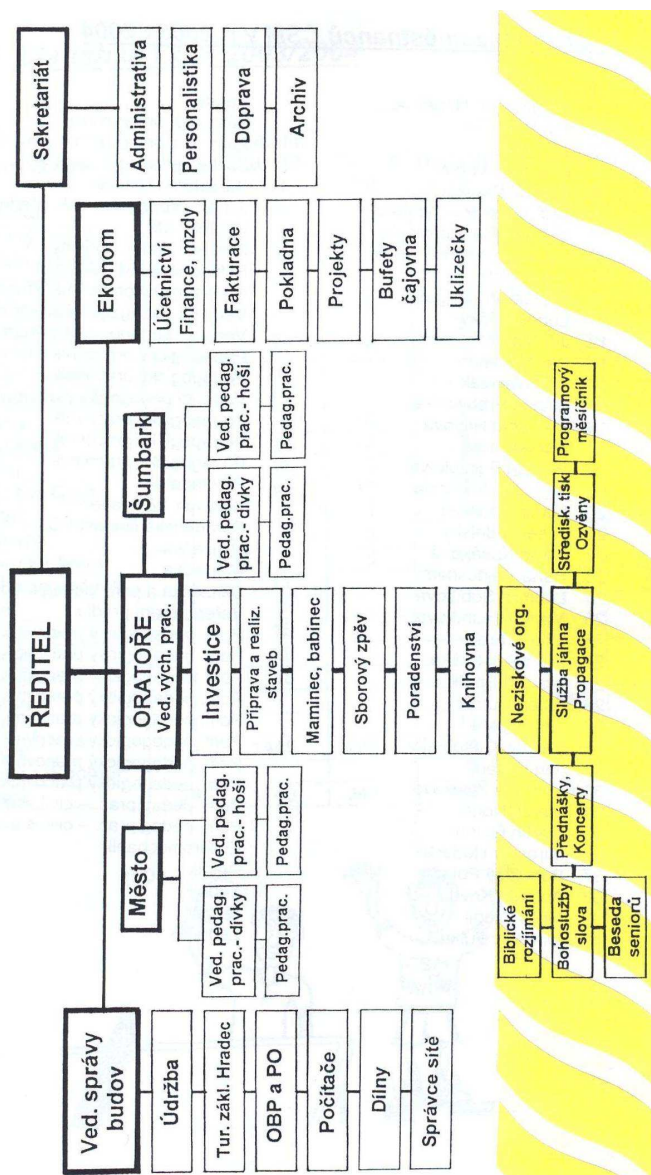 ŘEDITEL
Sekretariát
Administrativa
Personalistika
Doprava
Archiv
Ved. správy
budov
Údržba
Tur. zákl. Hradec
OBP a PO
Počítače
Dílny
Správce sítě
Město
Ved. pedag.
prac.- dívky
Pedag.prac.
Ved. pedag.
prac.- hoši
Pedag.prac.
ORATOŘE
Ved. vých. prac.
Investice
Příprava a realiz.
staveb
Maminec, babinec
Sborový zpěv
Poradenství
Knihovna
Neziskové org.
Služba jáhna
Propagace
Šumbark
Ved. pedag.
prac.- dívky
Pedag.prac.
Ved. pedag.
prac.- hoši
Pedag.prac.
Ekonom
Účetnictví
Finance, mzdy
Fakturace
Pokladna
Projekty
Bufety
čajovna
Uklízečky
Biblické
rozjímání
Bohoslužby
slova
Beseda
seniorů
Přednášky,
Koncerty
Středisk. tisk
Ozvěny
Programový
měsíčník